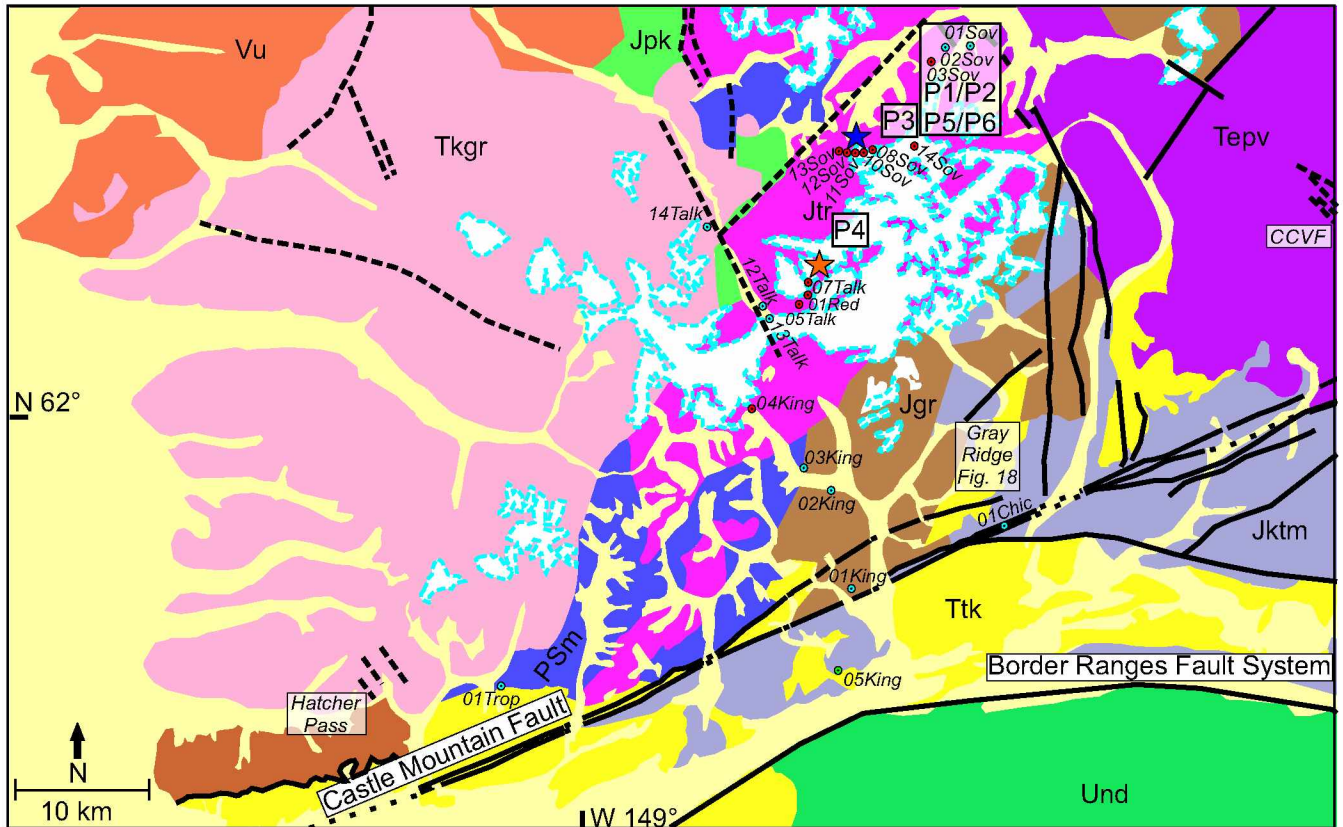 Vu
Jpk
01Sov
02Sov
03Sov
P1/P2
P5/P6
P3
Tepv
Tkgr
13Sov
12Sov
11Sov
10Sov
08Sov
14Sov
Jtr
14Talk
P4
CCVF
12Talk
07Talk
01Red
05Talk
13Talk
N 62°
04King
Jgr
Gray
Ridge
Fig. 18
03King
02King
01Chic
Jktm
01King
Ttk
PSm
Border Ranges Fault System
05King
01Trop
Hatcher
Pass
Castle Mountain Fault
N
10 km
W 149°
Und